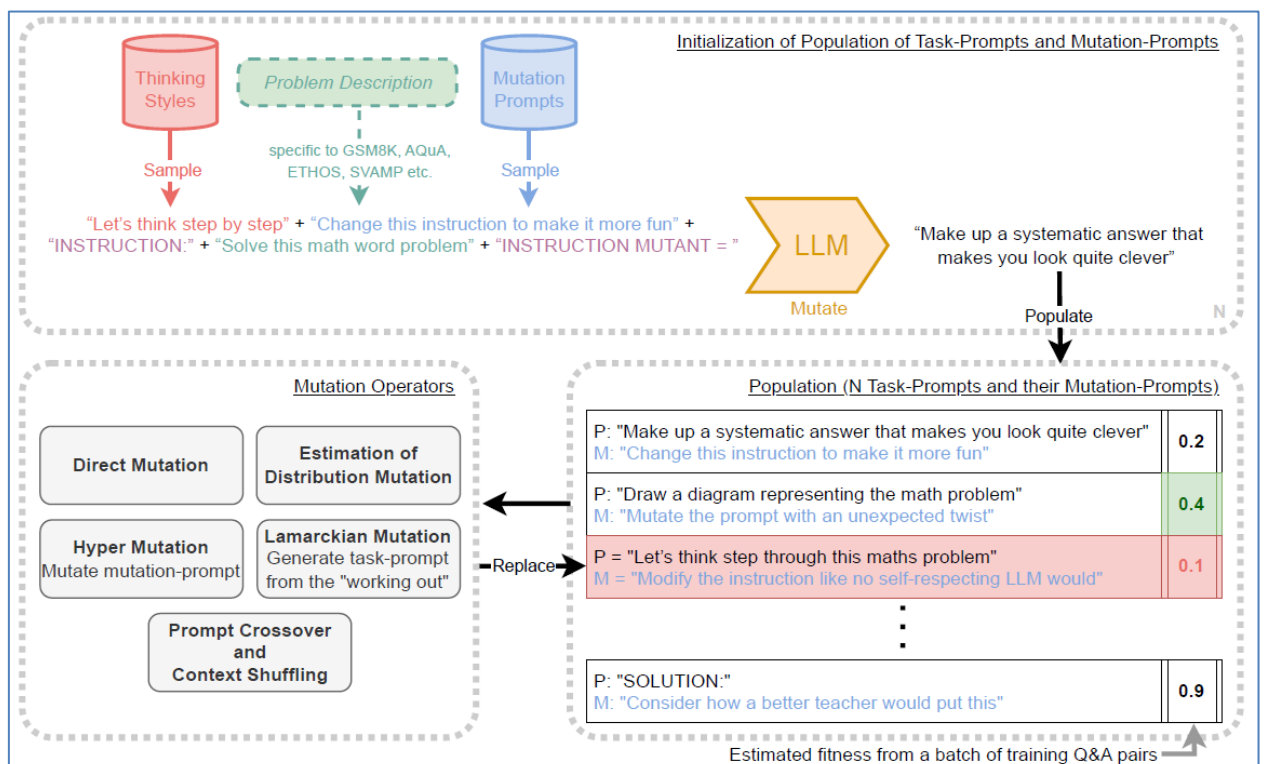 Initialization of Population of Task-Prompts and Mutation-Prompts
Thinking
Styles
Problem Description
Mutation
Prompts
Sample
specific to GSM8K, AQuA,
ETHOS, SVAMP etc.
Sample
“Let’s think step by step” + “Change this instruction to make it more fun” +
“INSTRUCTION:” + “Solve this math word problem” + “INSTRUCTION MUTANT = ”
LLM
Mutate
“Make up a systematic answer that
makes you look quite clever”
Populate
N
Mutation Operators
Direct Mutation
Estimation of
Distribution Mutation
Hyper Mutation
Mutate mutation-prompt
Lamarckian Mutation
Generate task-prompt
from the "working out"
Prompt Crossover
and
Context Shuffling
Replace
Population (N Task-Prompts and their Mutation-Prompts)
P: "Make up a systematic answer that makes you look quite clever"
M: "Change this instruction to make it more fun"
0.2
P: "Draw a diagram representing the math problem"
M: "Mutate the prompt with an unexpected twist"
0.4
P = "Let’s think step through this maths problem"
M = "Modify the instruction like no self-respecting LLM would"
0.1
P: "SOLUTION:"
M: "Consider how a better teacher would put this"
0.9
Estimated fitness from a batch of training Q&A pairs